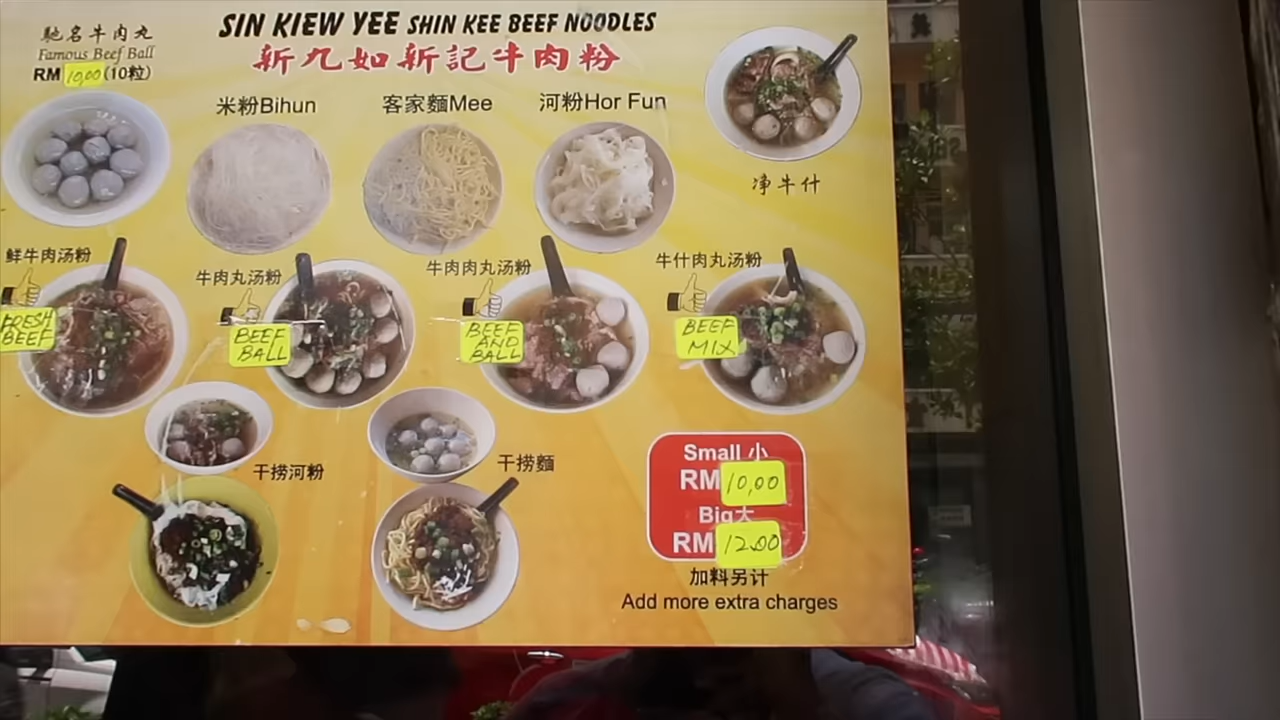 馳名牛肉丸
Famous Beef Ball
RM 10,00 (10粒)
SIN KIEW YEE SHIN KEE BEEF NOODLES
新九如新記牛肉粉
米粉Bihun
客家麵Mee
河粉Hor Fun
净牛什
鲜牛肉汤粉
FRESH BEEF
牛肉丸汤粉
BEEF BALL
牛肉肉丸汤粉
BEEF AND BALL
牛什肉丸汤粉
BEEF MIX
干捞河粉
干捞麵
Small 小
RM 10,00
Big大
RM 12.00
加料另计
Add more extra charges